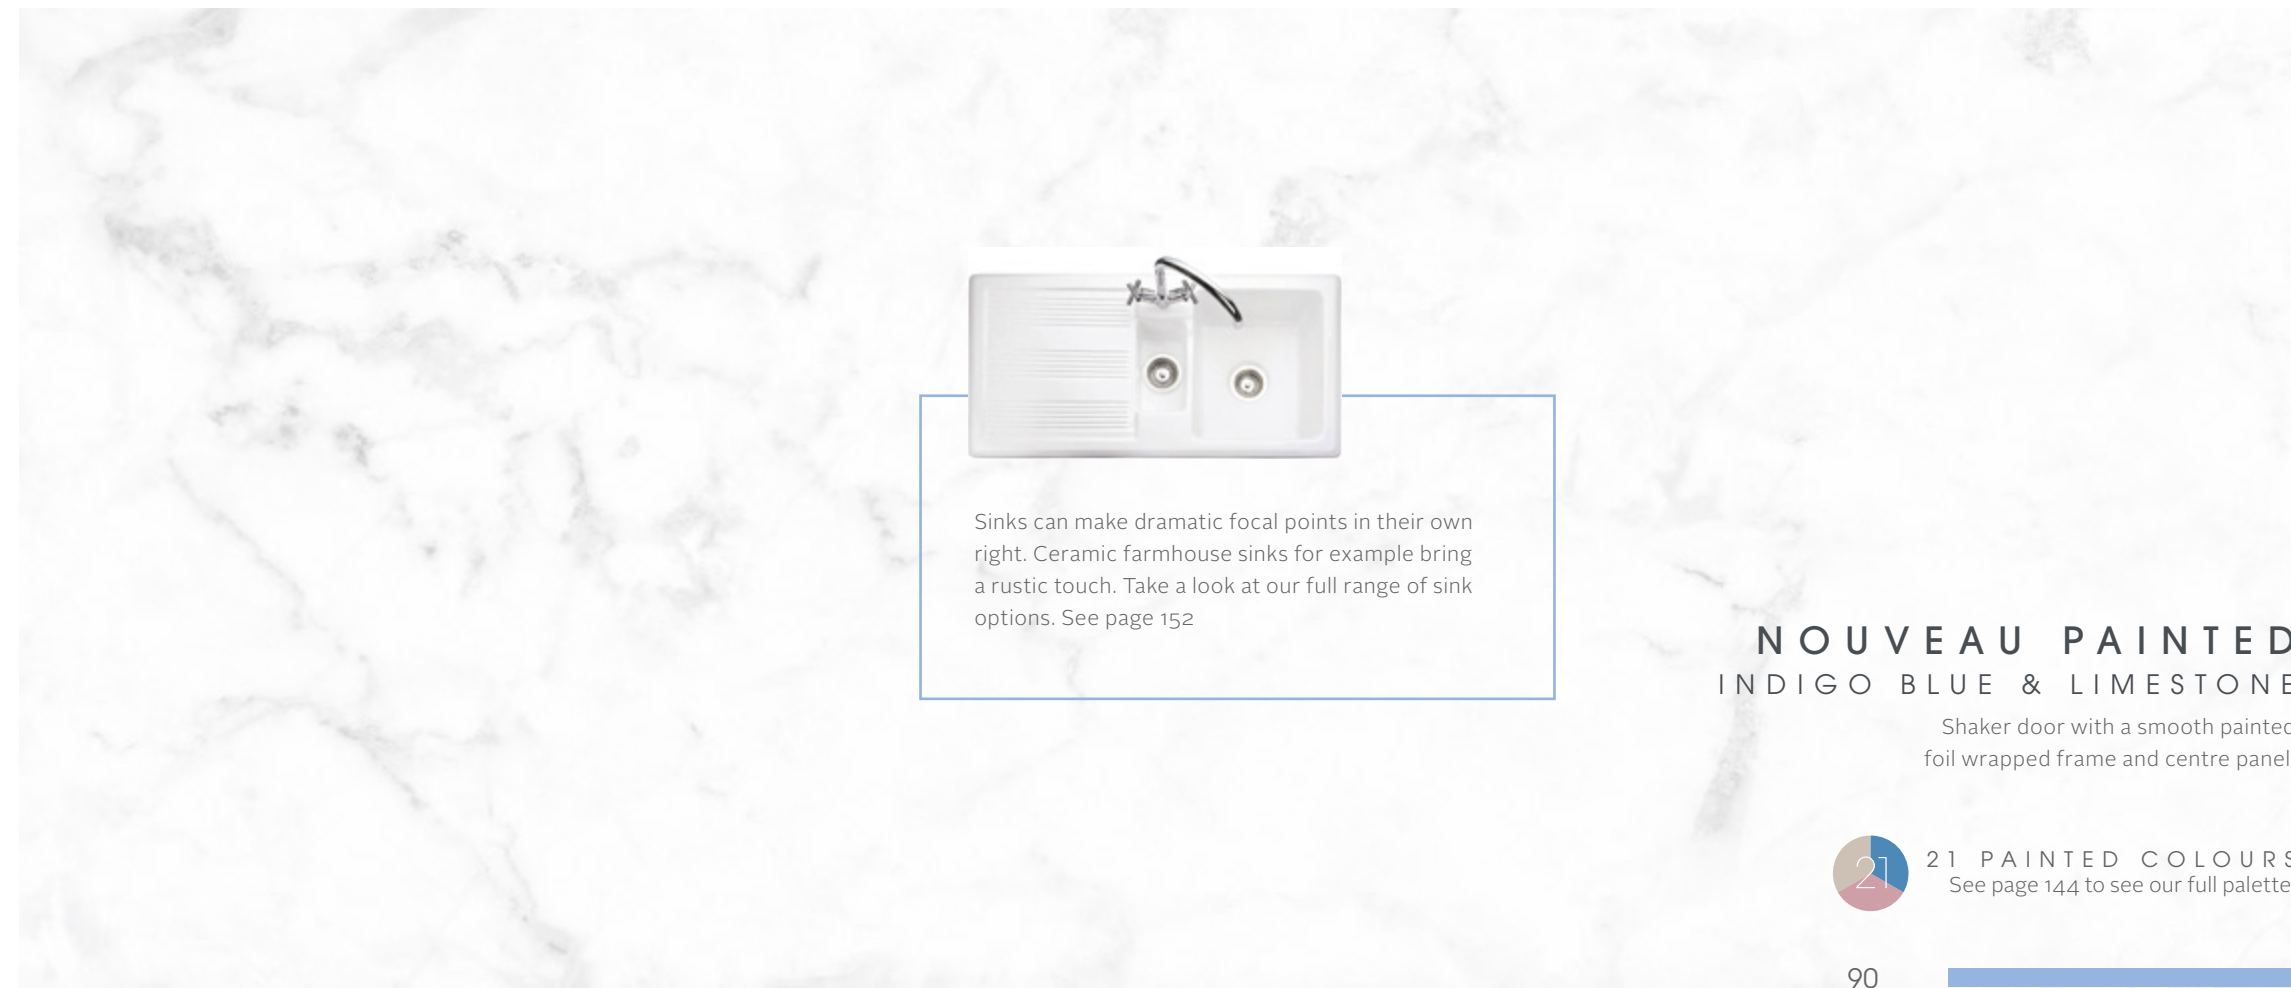 Sinks can make dramatic focal points in their own
right. Ceramic farmhouse sinks for example bring
a rustic touch. Take a look at our full range of sink
options. See page 152
NOUVEAU PAINTED
INDIGO BLUE & LIMESTONE
Shaker door with a smooth painted
foil wrapped frame and centre panel
21
21 PAINTED COLOURS
See page 144 to see our full palette
90